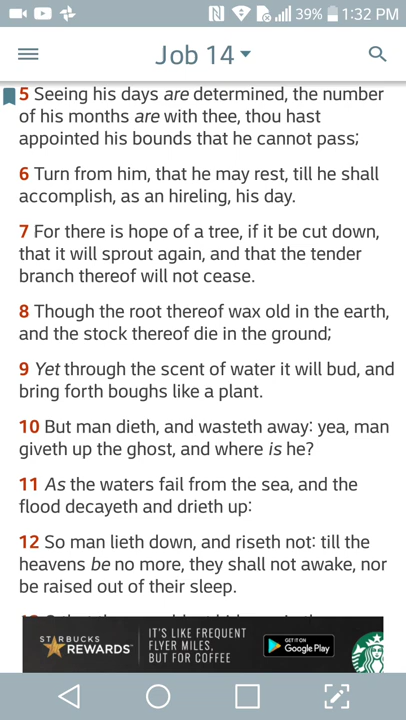 39% 1:32 PM
Job 14
5 Seeing his days are determined, the number
of his months are with thee, thou hast
appointed his bounds that he cannot pass;
6 Turn from him, that he may rest, till he shall
accomplish, as an hireling, his day.
7 For there is hope of a tree, if it be cut down,
that it will sprout again, and that the tender
branch thereof will not cease.
8 Though the root thereof wax old in the earth,
and the stock thereof die in the ground;
9 Yet through the scent of water it will bud, and
bring forth boughs like a plant.
10 But man dieth, and wasteth away: yea, man
giveth up the ghost, and where is he?
11 As the waters fail from the sea, and the
flood decayeth and drieth up:
12 So man lieth down, and riseth not: till the
heavens be no more, they shall not awake, nor
be raised out of their sleep.
STARBUCKS
REWARDS™
IT'S LIKE FREQUENT
FLYER MILES,
BUT FOR COFFEE
GET IT ON
Google Play